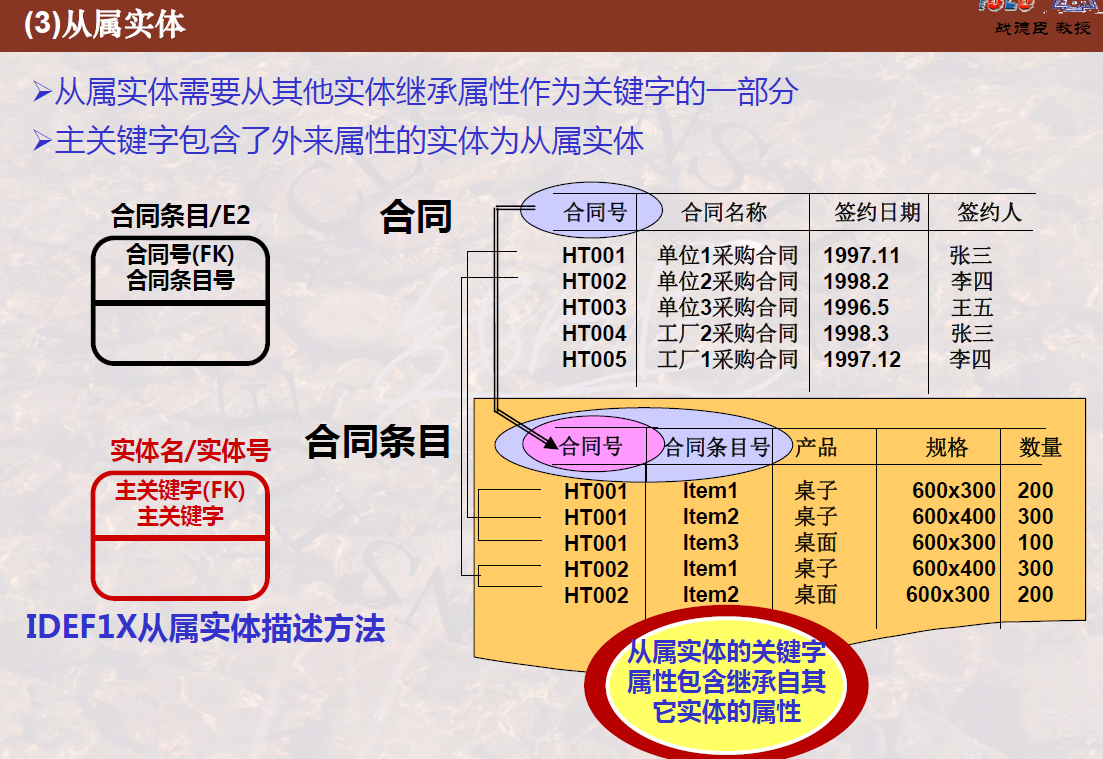 (3)从属实体
战德臣 教授
➢从属实体需要从其他实体继承属性作为关键字的一部分
➢主关键字包含了外来属性的实体为从属实体
合同条目/E2
合同号(FK)
合同条目号
合同
合同号 合同名称 签约日期 签约人
HT001 单位1采购合同 1997.11 张三
HT002 单位2采购合同 1998.2 李四
HT003 单位3采购合同 1996.5 王五
HT004 工厂2采购合同 1998.3 张三
HT005 工厂1采购合同 1997.12 李四
实体名/实体号
主关键字(FK)
主关键字
IDEF1X从属实体描述方法
合同条目
合同号 合同条目号 产品 规格 数量
HT001 Item1 桌子 600x300 200
HT001 Item2 桌子 600x400 300
HT001 Item3 桌面 600x300 100
HT002 Item1 桌子 600x400 300
HT002 Item2 桌面 600x300 200
从属实体的关键字
属性包含继承自其
它实体的属性